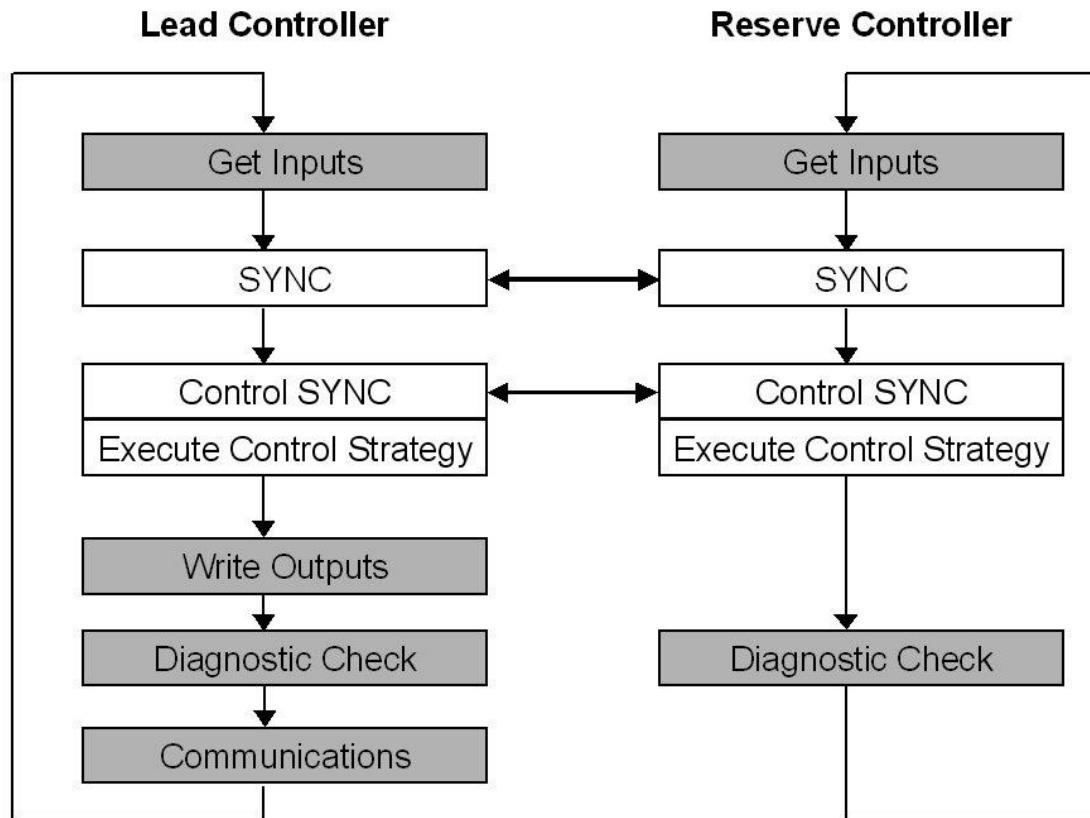 Lead Controller
Get Inputs
SYNC
Control SYNC
Execute Control Strategy
Write Outputs
Diagnostic Check
Communications
Reserve Controller
Get Inputs
SYNC
Control SYNC
Execute Control Strategy
Diagnostic Check